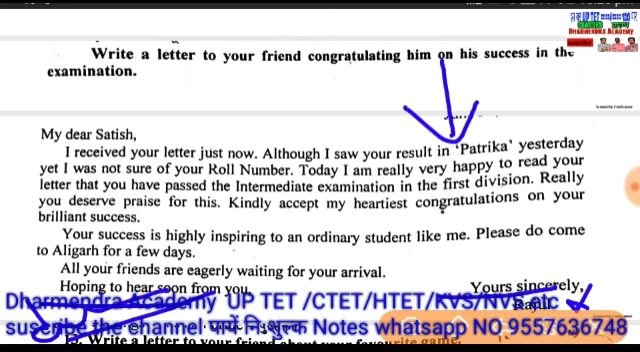 Write a letter to your friend congratulating him on his success in the
examination.
My dear Satish,
I received your letter just now. Although I saw your result in 'Patrika' yesterday
yet I was not sure of your Roll Number. Today I am really very happy to read your
letter that you have passed the Intermediate examination in the first division. Really
you deserve praise for this. Kindly accept my heartiest congratulations on your
brilliant success.
Your success is highly inspiring to an ordinary student like me. Please do come
to Aligarh for a few days.
All your friends are eagerly waiting for your arrival.
Hoping to hear soon from you.
Yours sincerely,
Dharmendra Academy UP TET /CTET/HTET/KVS/NVS etc
suscribe the channel पायें निःशुल्क Notes whatsapp NO 9557636748
Write a letter to your friend about your favourite game.
DHARMENDRA ACADEMY